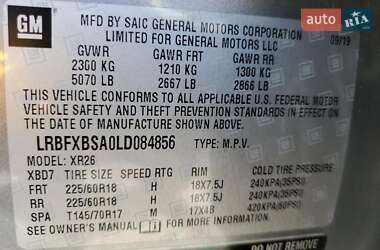 GM
MFD BY SAIC GENERAL MOTORS CORPORATION
LIMITED FOR GENERAL MOTORS LLC 09/19
GVWR GAWR FRT GAWR RR
2300 KG 1210 KG 1300 KG
5070 LB 2667 LB 2866 LB
THIS VEHICLE CONFORMS TO ALL APPLICABLE U.S. FEDERAL MOTOR
VEHICLE SAFETY AND THEFT PREVENTION STANDARDS IN EFFECT ON THE
DATE OF MANUFACTURE SHOWN ABOVE.
LRBFXBSA0LD084856 TYPE: M.P.V.
MODEL: XR26
XBD7 TIRE SIZE SPEED RTG RIM COLD TIRE PRESSURE
FRT 225/60R18 H 18X7.5J 240KPA(35PSI)
RR 225/60R18 H 18X7.5J 240KPA(35PSI)
SPA T145/70R17 M 17X4B 420KPA(60PSI)
SEE OWNER'S MANUAL FOR MORE INFORMATION.
auto RIA